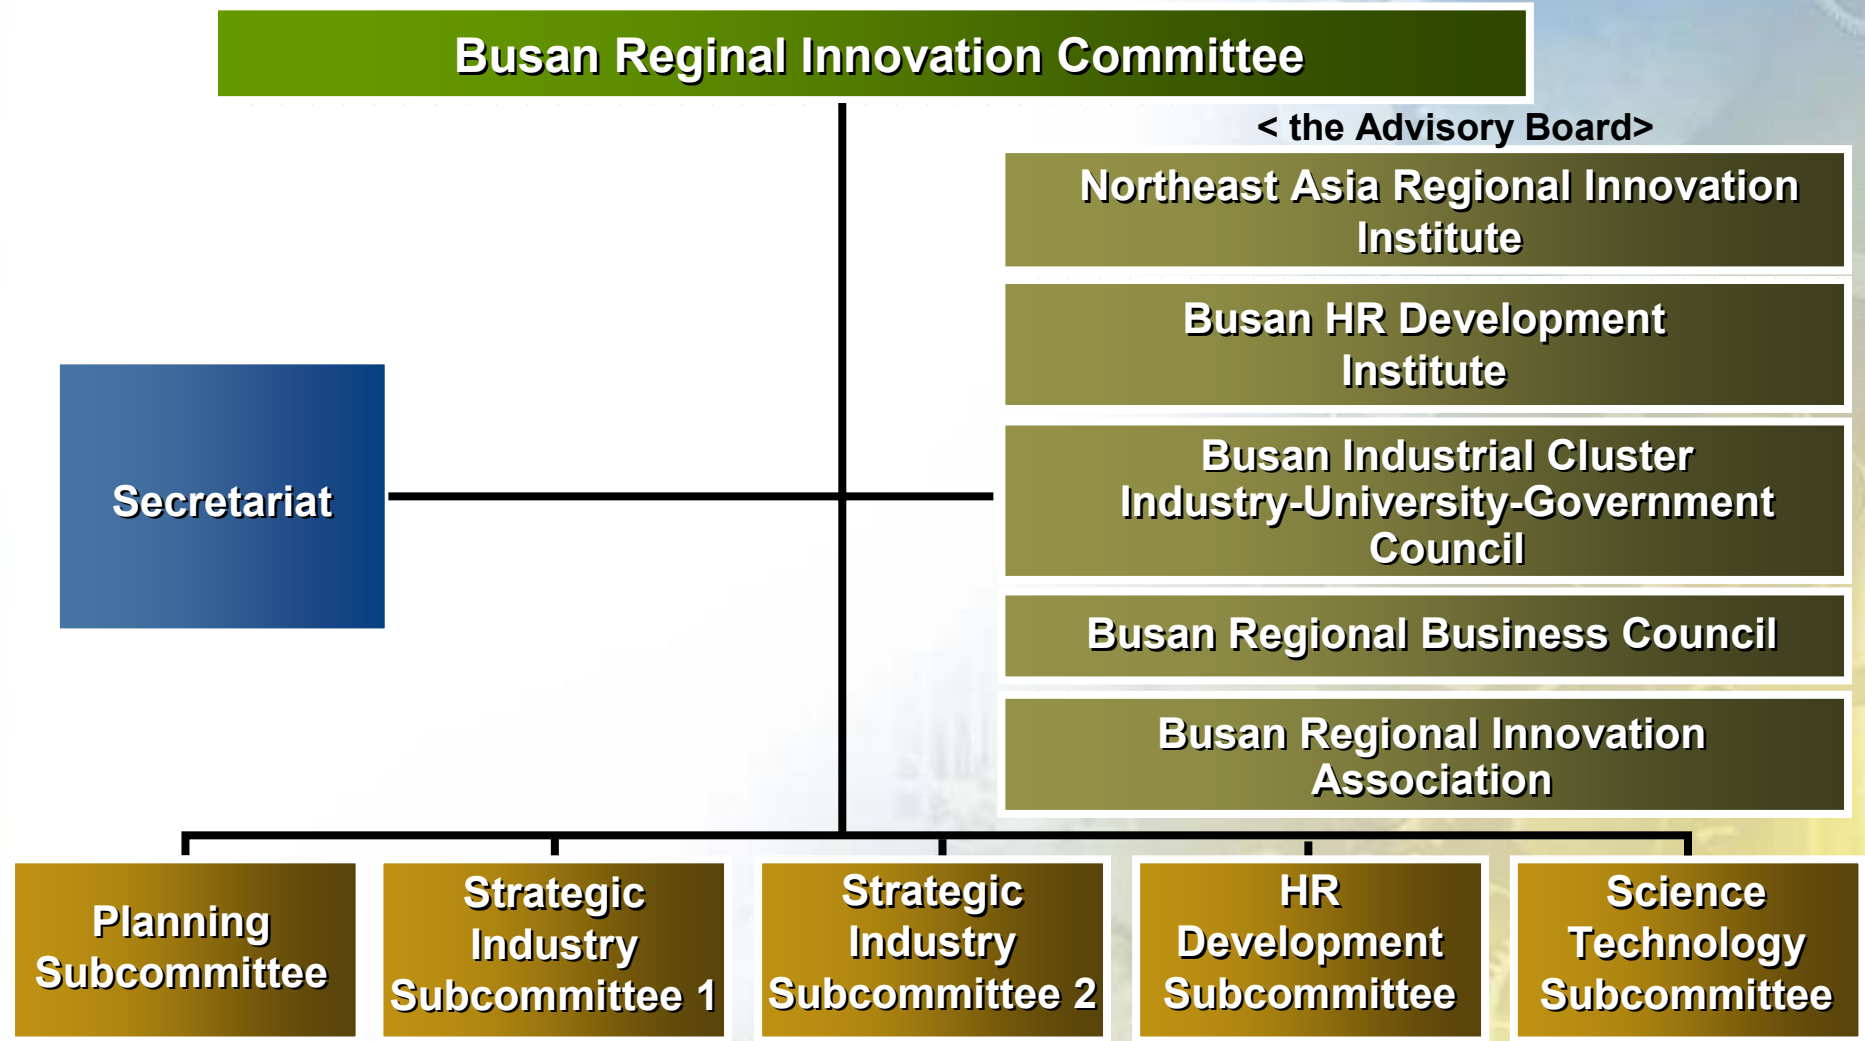 Busan Reginal Innovation Committee
< the Advisory Board>
Northeast Asia Regional Innovation
Institute
Busan HR Development
Institute
Busan Industrial Cluster
Industry-University-Government
Council
Busan Regional Business Council
Busan Regional Innovation
Association
Secretariat
Planning
Subcommittee
Strategic
Industry
Subcommittee 1
Strategic
Industry
Subcommittee 2
HR
Development
Subcommittee
Science
Technology
Subcommittee